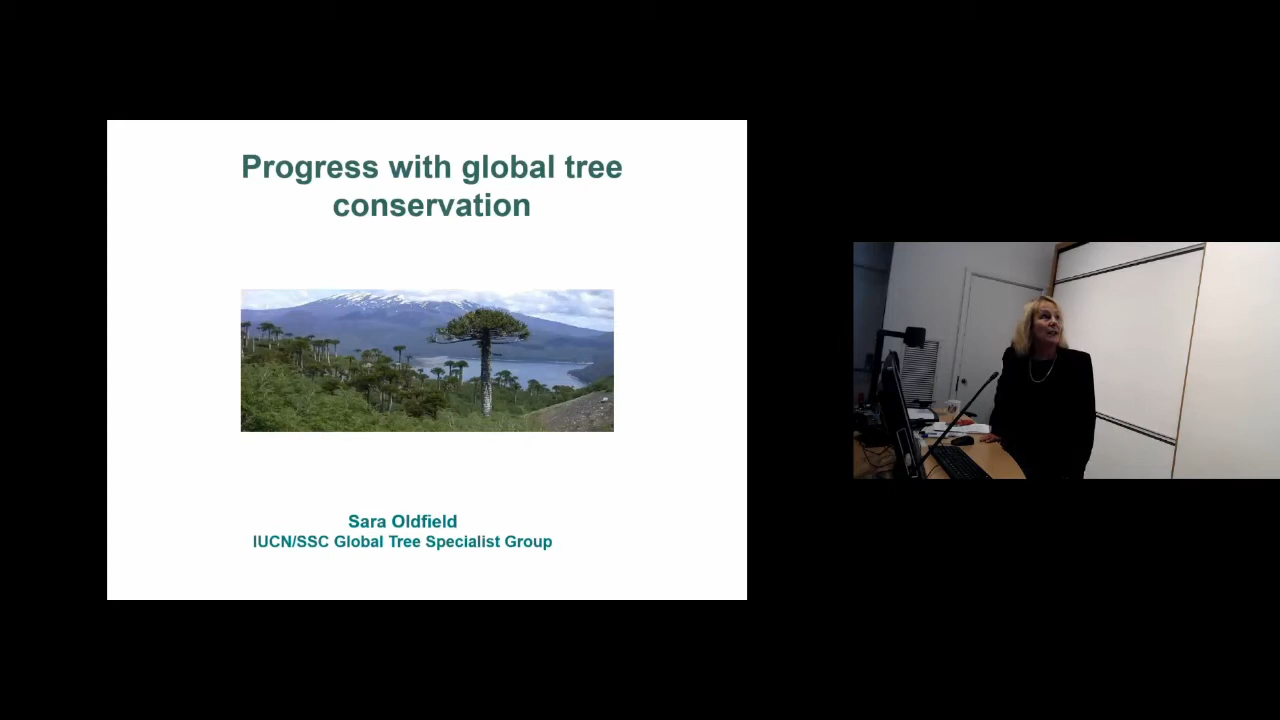 Progress with global tree
conservation
Sara Oldfield
IUCN/SSC Global Tree Specialist Group